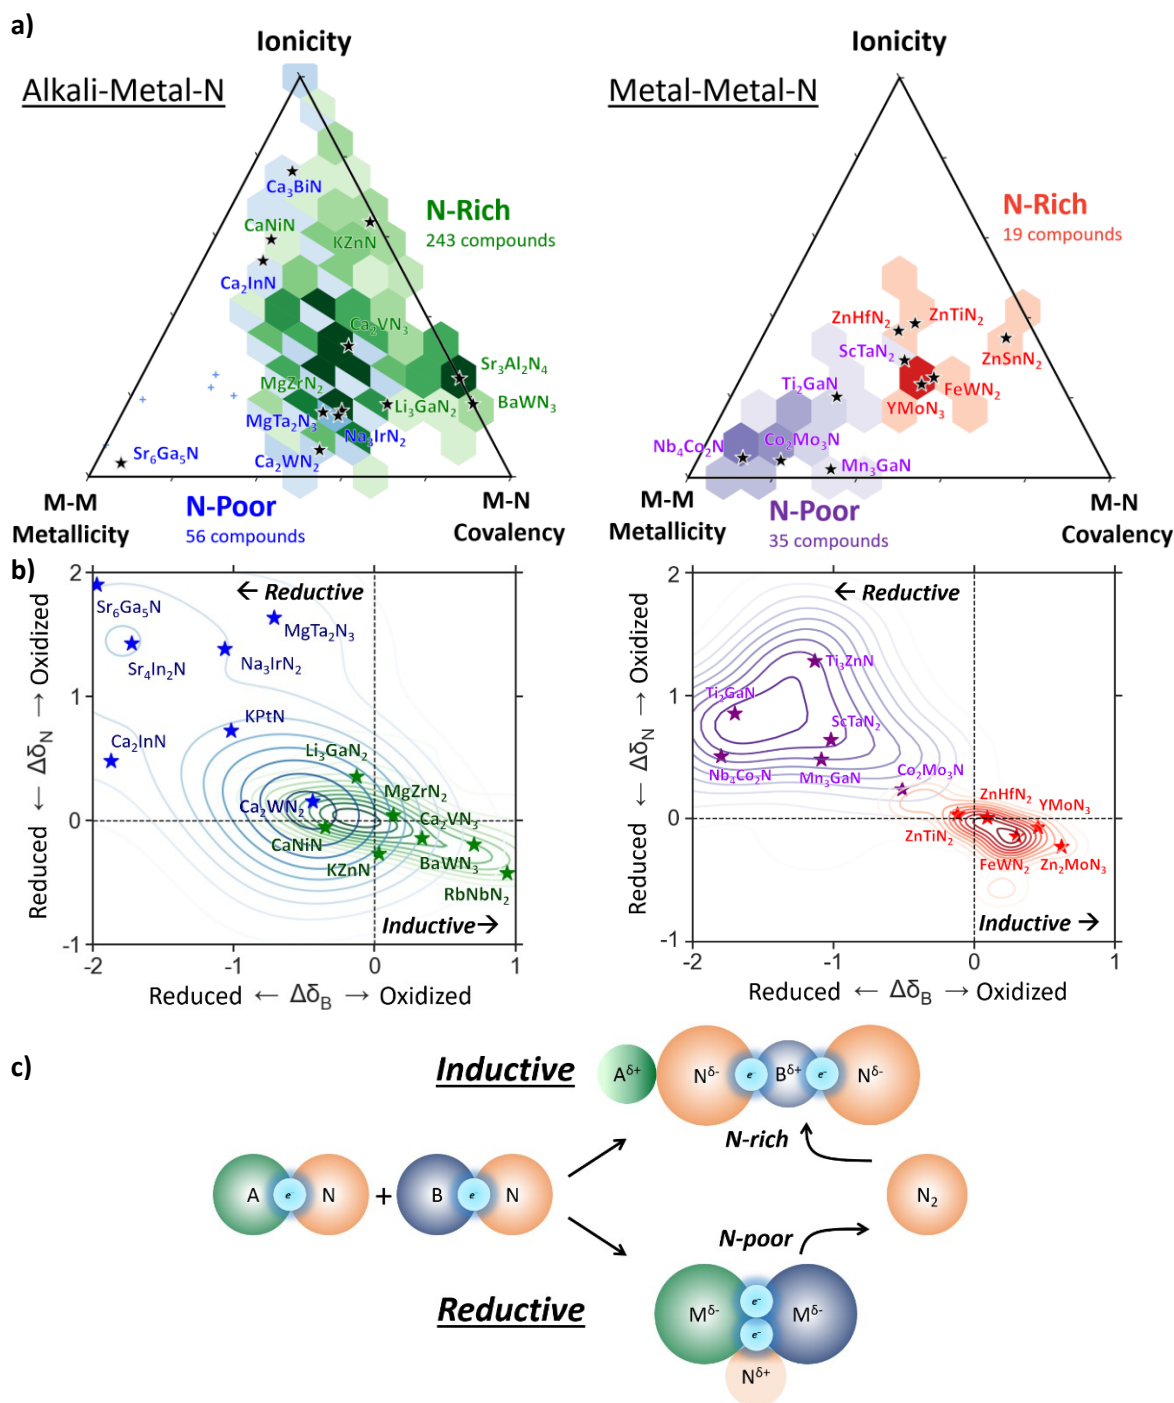 a)
Ionicity
Alkali-Metal-N
Ca3BiN
CaNiN
KZnN
Ca2InN
N-Rich
243 compounds
Ca2VN3
Sr3Al2N4
MgZrN2
Li3GaN2
BaWN3
MgTa2N3
Na3IrN2
Sr6Ga5N
Ca2WN2
M-M
Metallicity
N-Poor
56 compounds
M-N
Covalency
Ionicity
Metal-Metal-N
N-Rich
19 compounds
ZnHfN2
ZnTiN2
ScTaN2
ZnSnN2
Ti2GaN
FeWN2
YMoN3
Nb4Co2N
Co2Mo3N
Mn3GaN
M-M
Metallicity
N-Poor
35 compounds
M-N
Covalency
b)
2
1
0
-1
Reduced ← ΔδN → Oxidized
← Reductive
Sr6Ga5N
MgTa2N3
Sr4In2N
Na3IrN2
KPtN
Ca2InN
Li3GaN2
MgZrN2
Ca2WN2
Ca2VN3
CaNiN
BaWN3
KZnN
RbNbN2
Inductive→
-2
-1
0
1
Reduced ← ΔδB → Oxidized
2
1
0
-1
Reduced ← ΔδN → Oxidized
← Reductive
Ti3ZnN
Ti2GaN
ScTaN2
Nb4Co2N
Mn3GaN
Co2Mo3N
ZnHfN2
YMoN3
ZnTiN2
FeWN2
Zn2MoN3
Inductive →
-2
-1
0
1
Reduced ← ΔδB → Oxidized
c)
Inductive
Aδ+
Nδ-
e-
Bδ+
e-
Nδ-
N-rich
A
e-
N
+
B
e-
N
N2
N-poor
Reductive
Mδ-
e-
e-
Mδ-
Nδ+